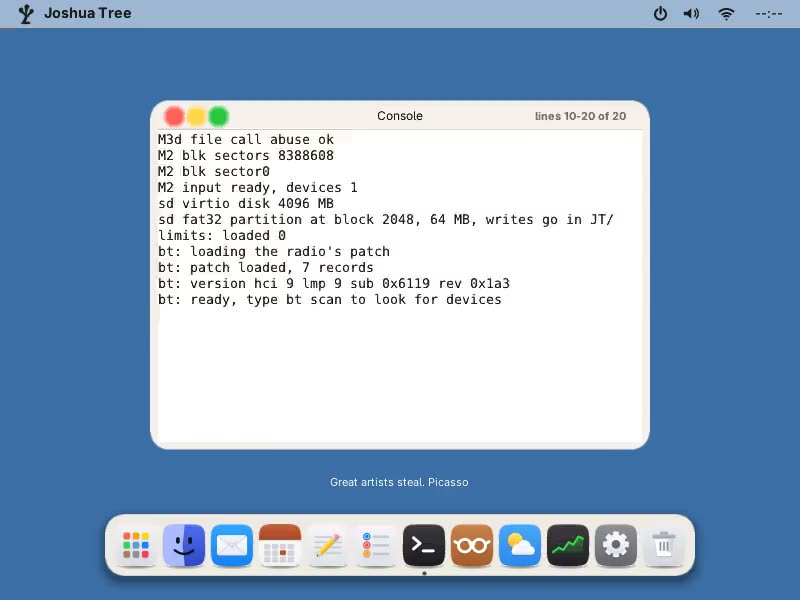 Joshua Tree
--:--
Console
lines 10-20 of 20
M3d file call abuse ok
M2 blk sectors 8388608
M2 blk sector0
M2 input ready, devices 1
sd virtio disk 4096 MB
sd fat32 partition at block 2048, 64 MB, writes go in JT/
limits: loaded 0
bt: loading the radio's patch
bt: patch loaded, 7 records
bt: version hci 9 lmp 9 sub 0x6119 rev 0x1a3
bt: ready, type bt scan to look for devices
Great artists steal. Picasso